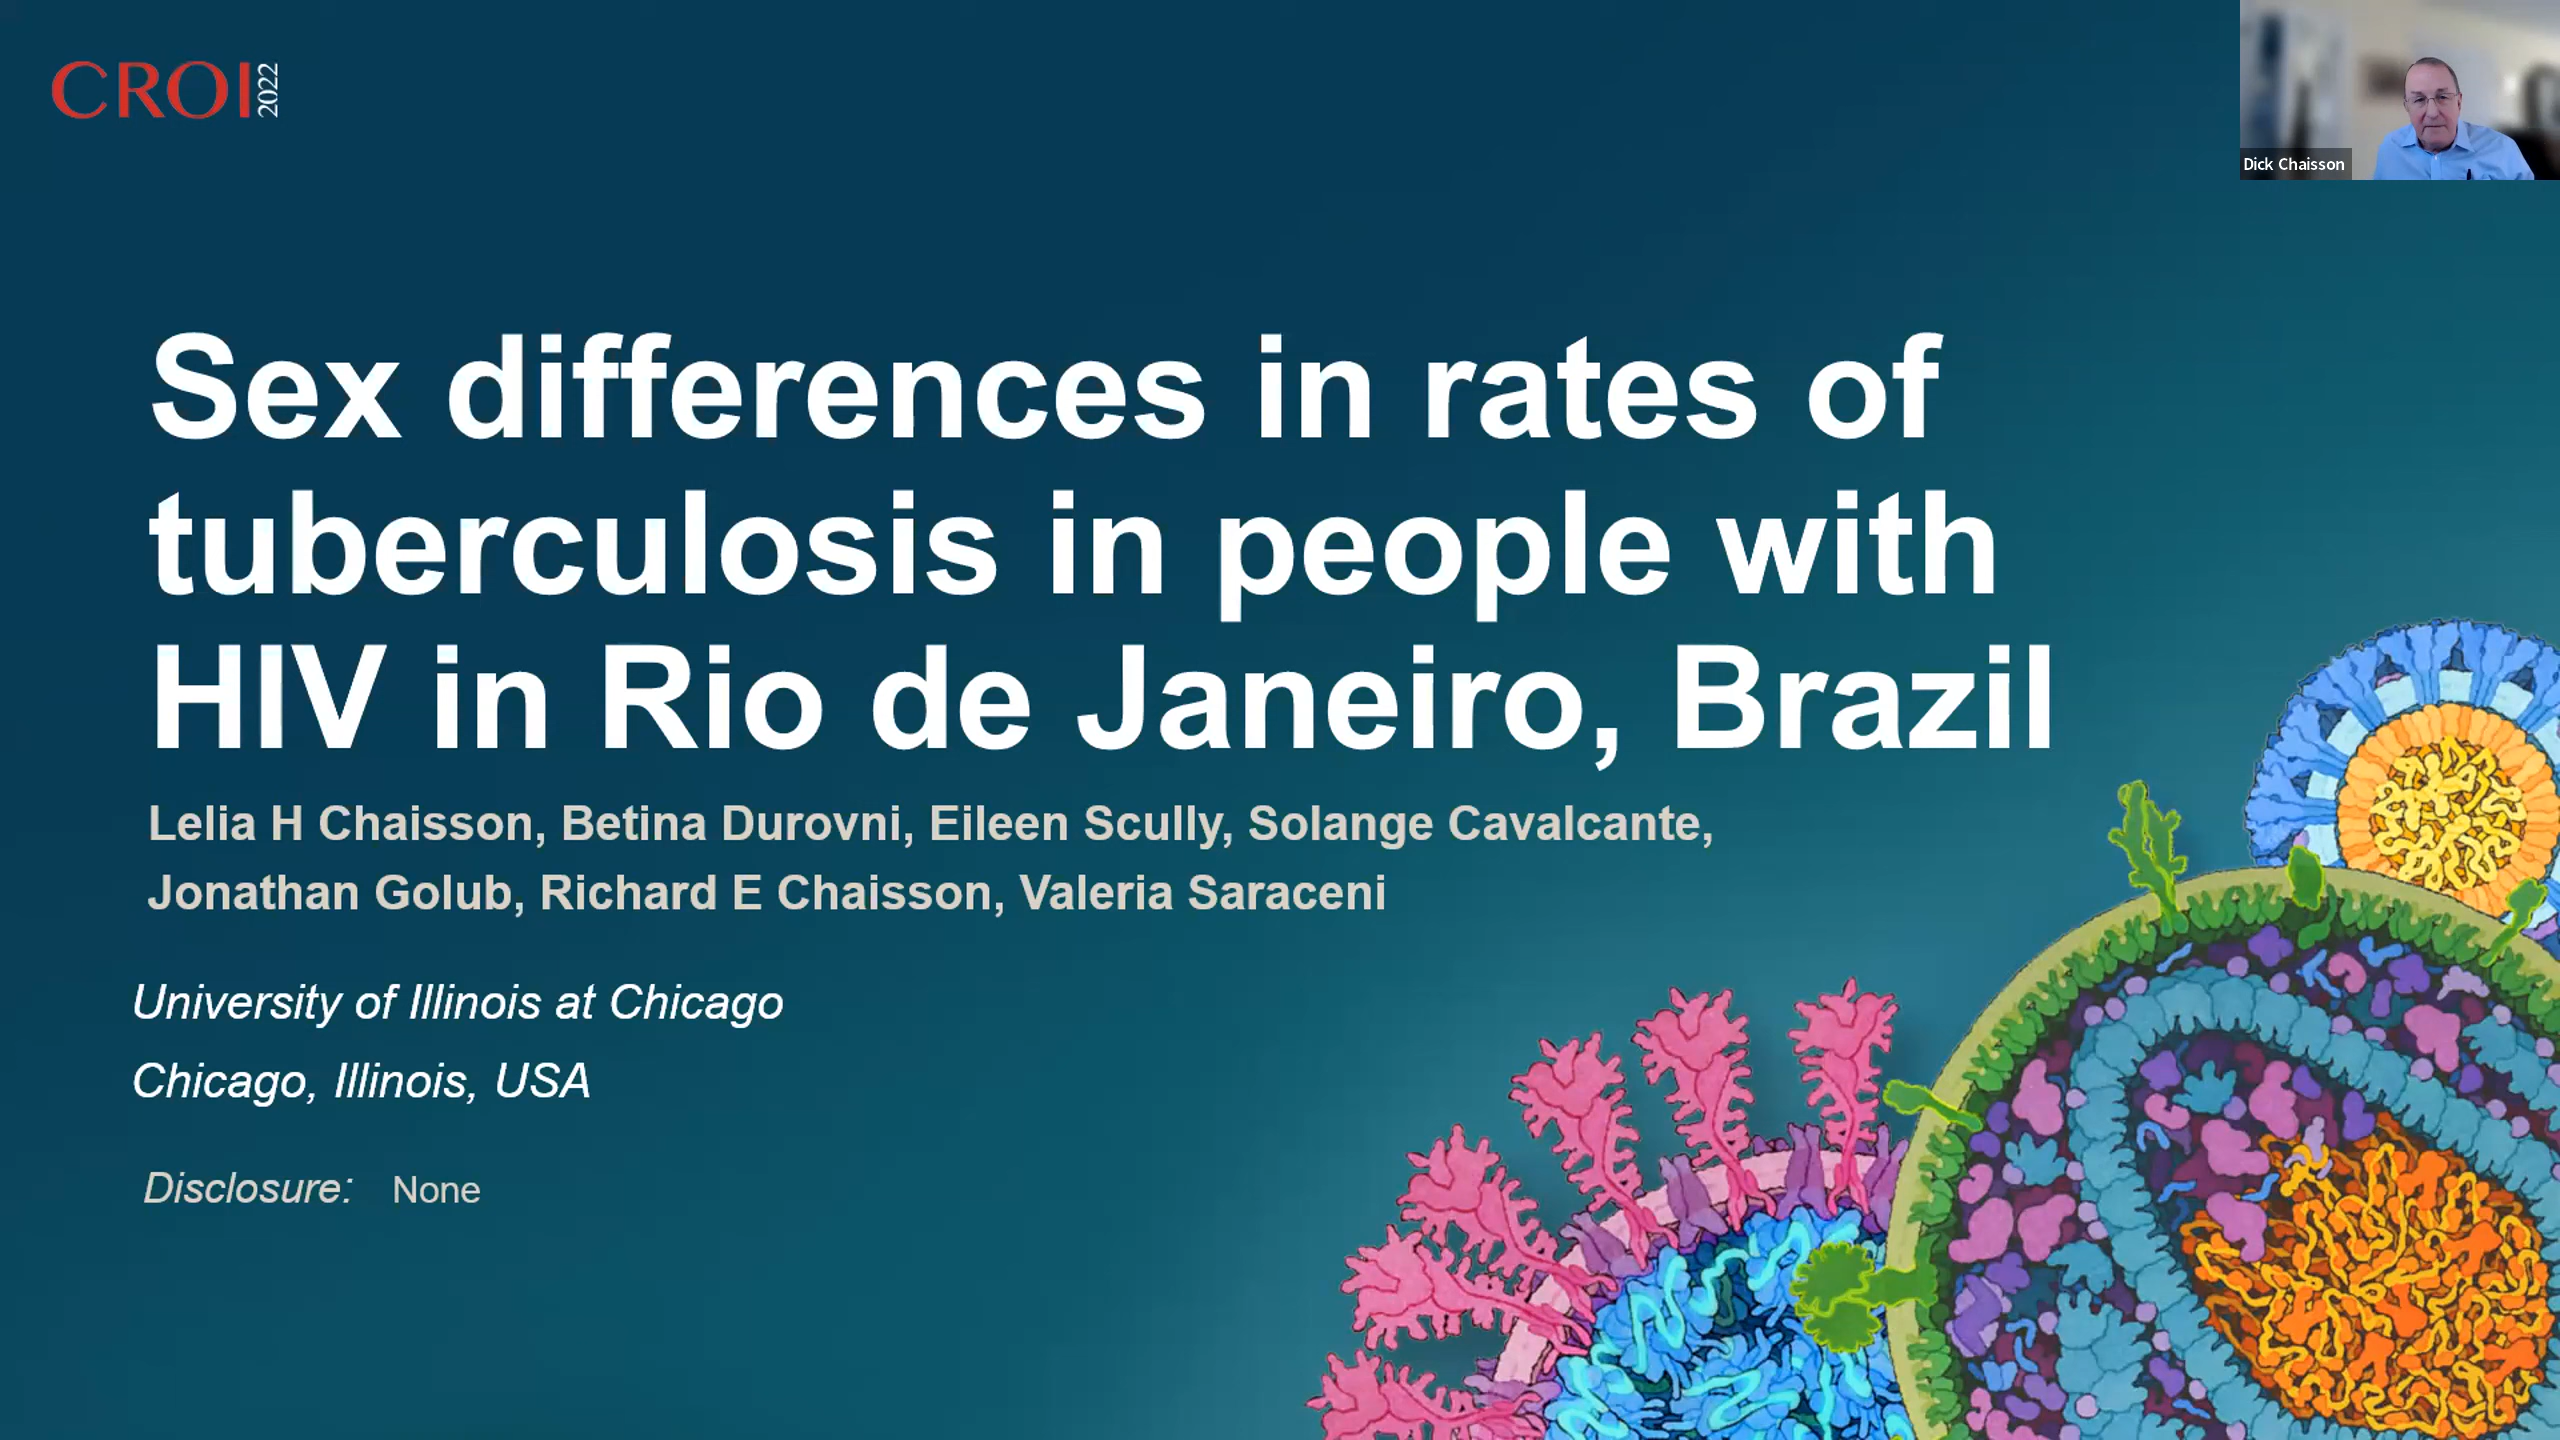 CROI 2022
Dick Chaisson
Sex differences in rates of
tuberculosis in people with
HIV in Rio de Janeiro, Brazil
Lelia H Chaisson, Betina Durovni, Eileen Scully, Solange Cavalcante,
Jonathan Golub, Richard E Chaisson, Valeria Saraceni
University of Illinois at Chicago
Chicago, Illinois, USA
Disclosure: None